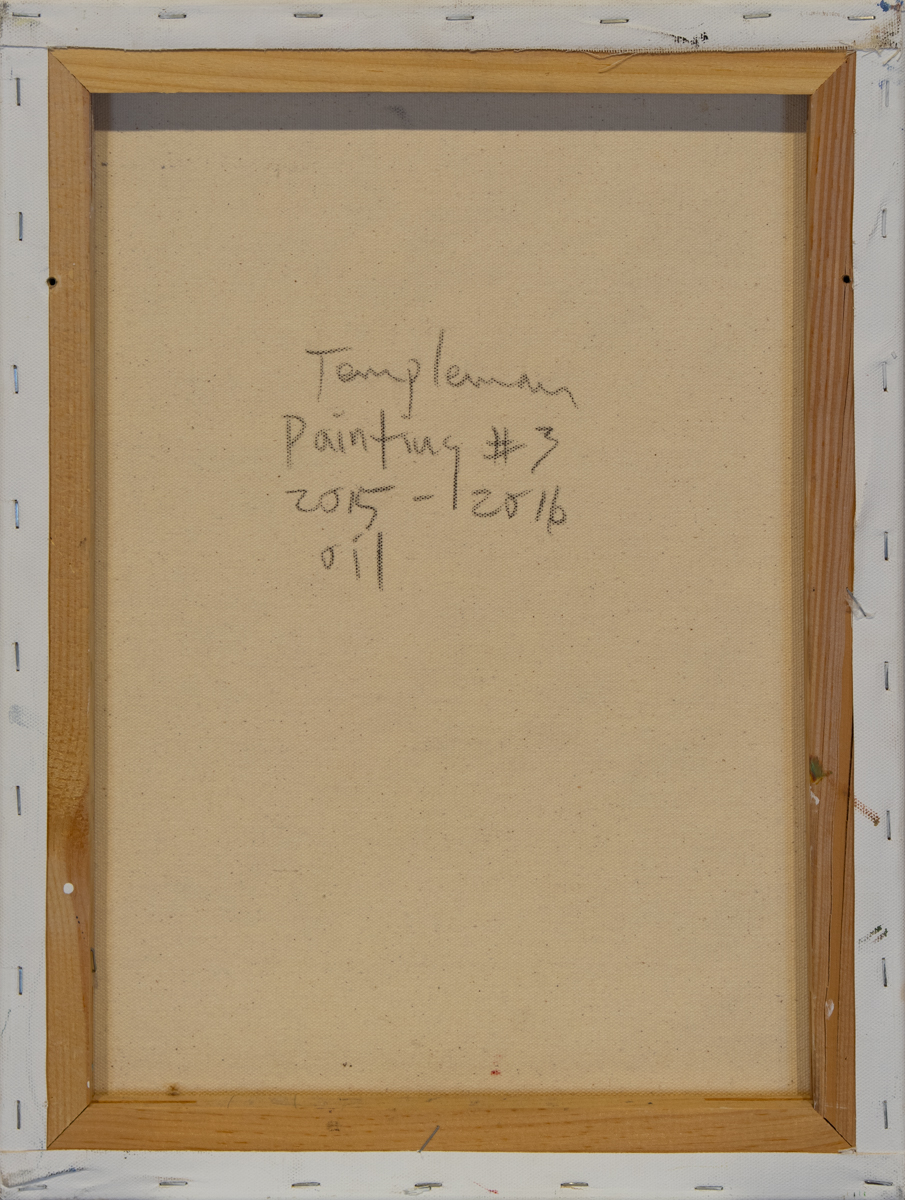 Templeman
Painting #3
2015 - 2016
oil